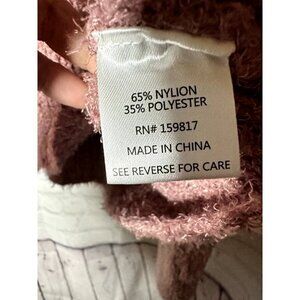 65% NYLION
35% POLYESTER
RN# 159817
MADE IN CHINA
SEE REVERSE FOR CARE